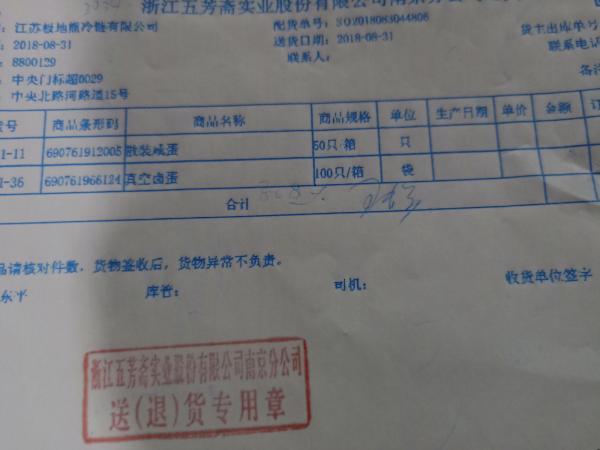 浙江五芳斋实业股份有限公司南京分公司
江苏极地熊冷链有限公司 配货单号: SO2018083044806 货主出库单号
2018-08-31 送货日期: 2018-08-31 联系电话
8800129 联系人:
中央门标超0029
中央北路河路道15号
货号 商品条形码 商品名称 商品规格 单位 生产日期 单价 金额
1-11 690761912005 散装咸蛋 50只/箱 只
1-36 690761966124 真空卤蛋 100只/箱 袋
合计
品请核对件数, 货物签收后, 货物异常不负责。
东平 库管: 司机: 收货单位签字
浙江五芳斋实业股份有限公司南京分公司
送(退)货专用章